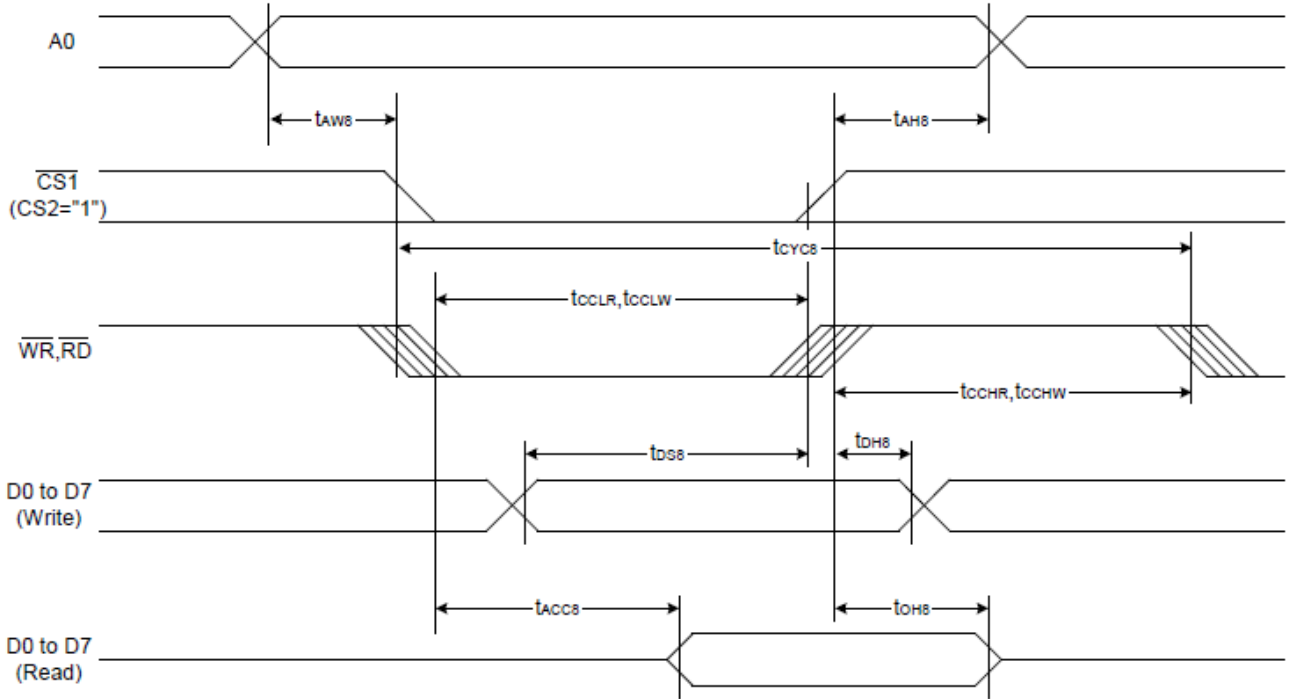 A0
tAW8
tAH8
CS1
(CS2="1")
tCYC8
tCCLR,tCCLW
WR,RD
tCCHR,tCCHW
tDS8
tDH8
D0 to D7
(Write)
tACC8
tOH8
D0 to D7
(Read)